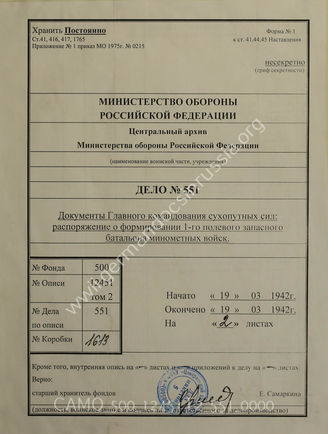 Хранить Постоянно
Ст.41, 416, 417, 1765
Приложение № 1 приказ МО 1975г. № 0215
Форма № 1
к ст. 41,44,45 Наставления
несекретно
(гриф секретности)
МИНИСТЕРСТВО ОБОРОНЫ
РОССИЙСКОЙ ФЕДЕРАЦИИ
Центральный архив
Министерства обороны Российской Федерации
(наименование воинской части, учреждения)
ДЕЛО № 551
Документы Главного командования сухопутных сил:
распоряжение о формировании 1-го полевого запасного
батальона минометных войск.
№ Фонда 500
№ Описи 12451
том 2
№ Дела 551
по описи
№ Коробки 1613
Начато « 19 » 03 1942г.
Окончено « 19 » 03 1942г.
На « 2 » листах
Кроме того, внутренняя опись на листах и приложений к делу на листах.
Верно:
старший хранитель фондов Е. Самаркина
www.germandocsinrussia.org